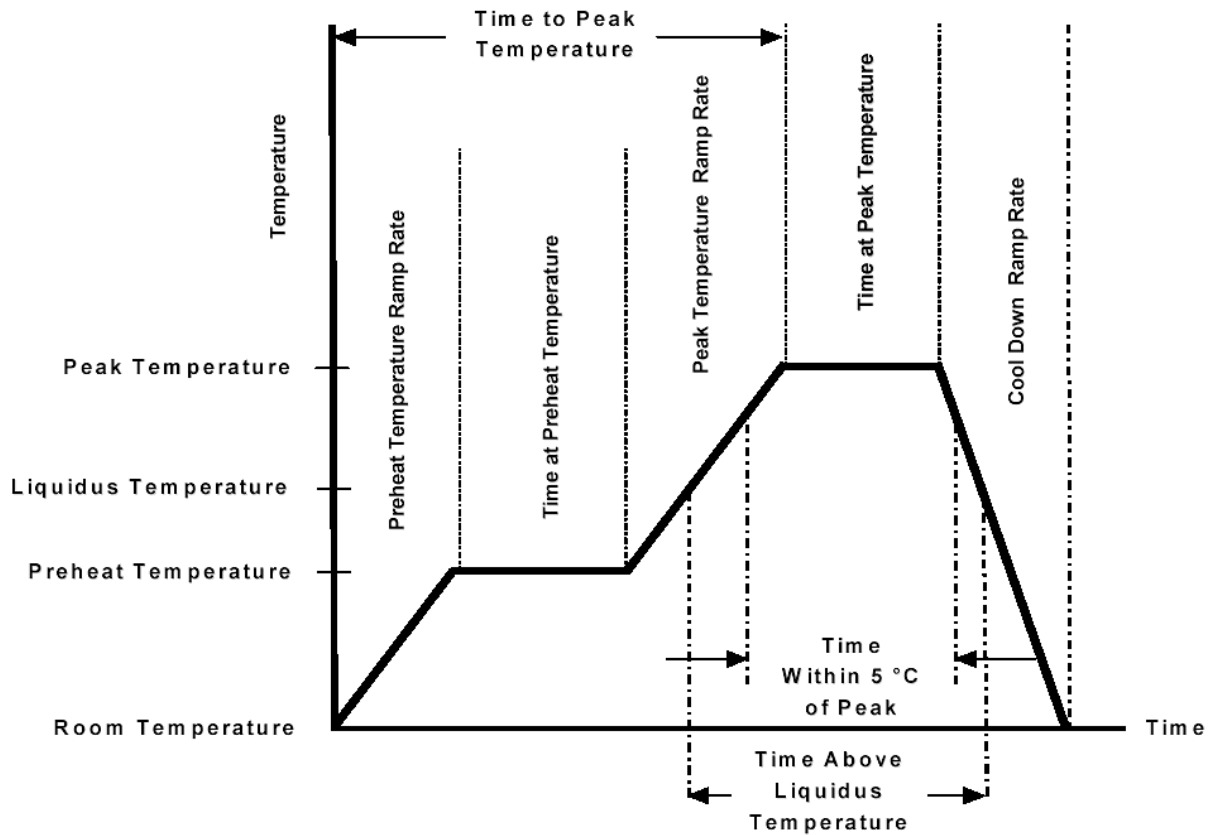 Time to Peak
Temperature
Temperature
Preheat Temperature Ramp Rate
Time at Preheat Temperature
Peak Temperature Ramp Rate
Time at Peak Temperature
Cool Down Ramp Rate
Peak Temperature
Liquidus Temperature
Preheat Temperature
Room Temperature
Time
Within 5 °C
of Peak
Time
Time Above
Liquidus
Temperature